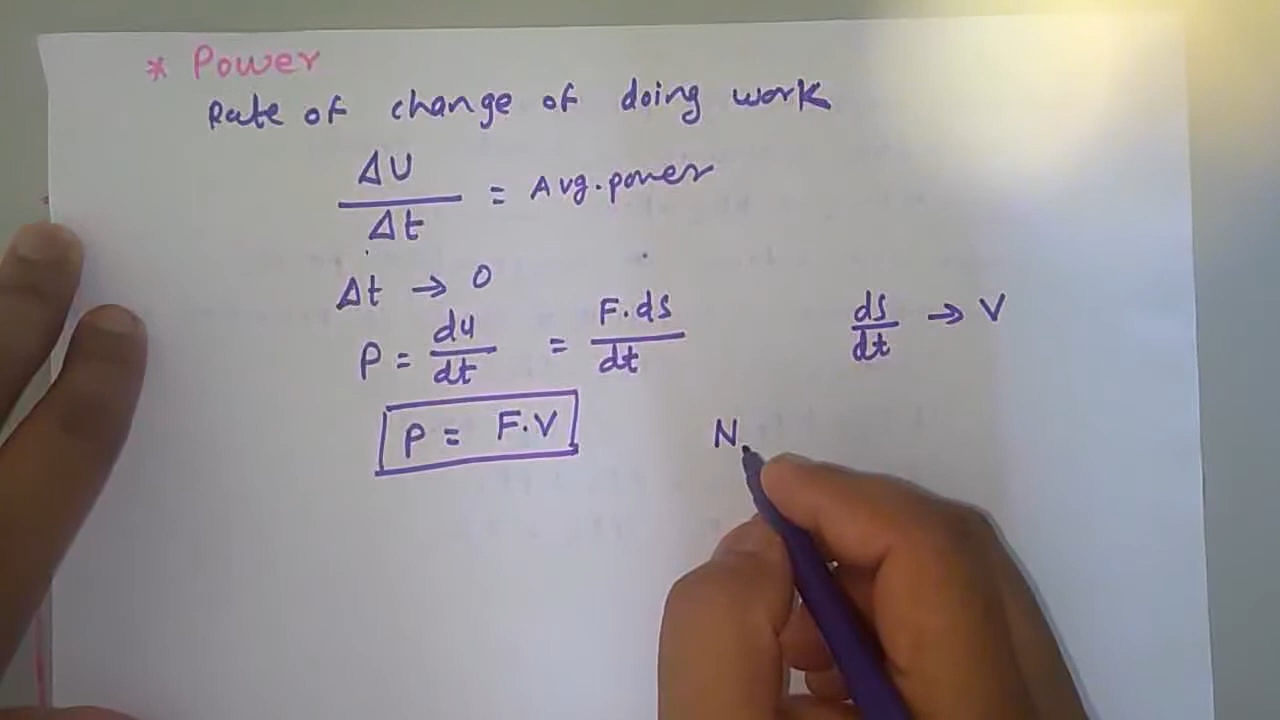 * Power
Rate of change of doing work
ΔU/Δt = Avg. power
Δt → 0
P = du/dt = F.ds/dt
ds/dt → V
P = F.V
N